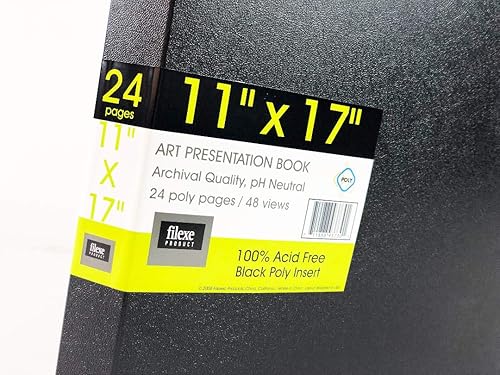 24
pages
11"
X
17"
filexe
PRODUCT
11" x 17"
ART PRESENTATION BOOK
Archival Quality, pH Neutral
24 poly pages / 48 views
POLY
filexe
PRODUCT
100% Acid Free
Black Poly Insert